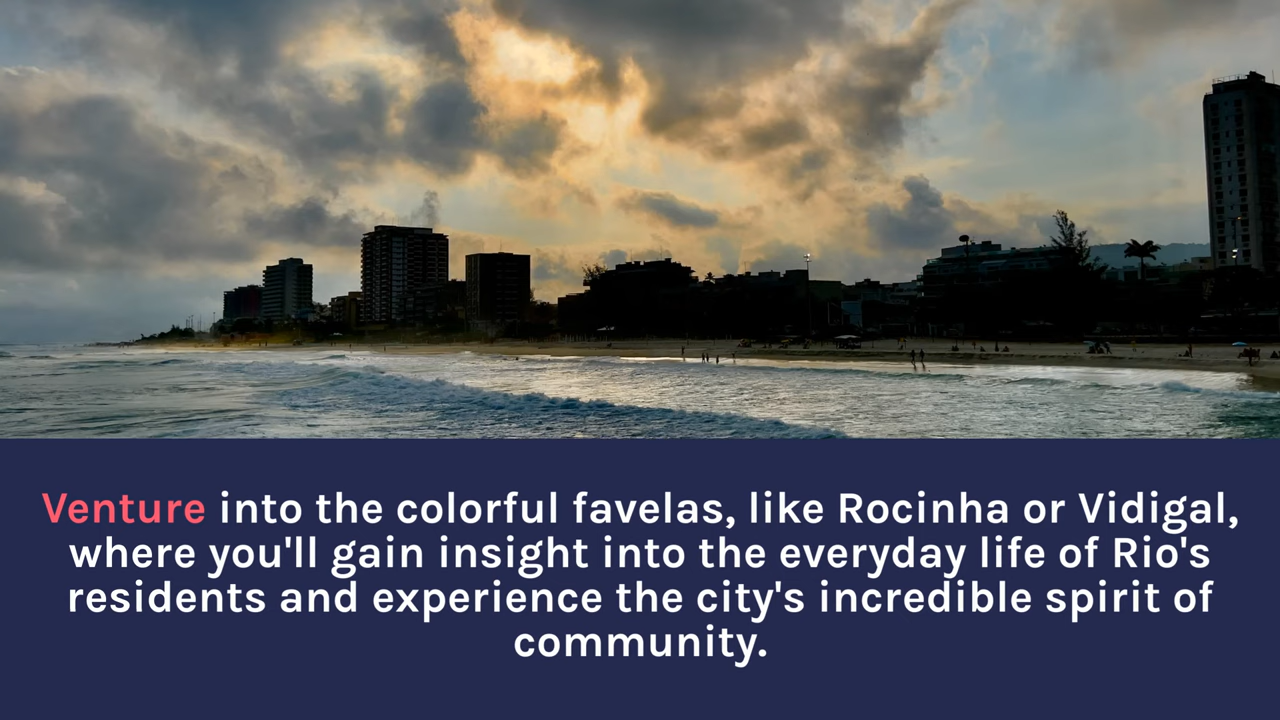 Venture into the colorful favelas, like Rocinha or Vidigal,
where you'll gain insight into the everyday life of Rio's
residents and experience the city's incredible spirit of
community.